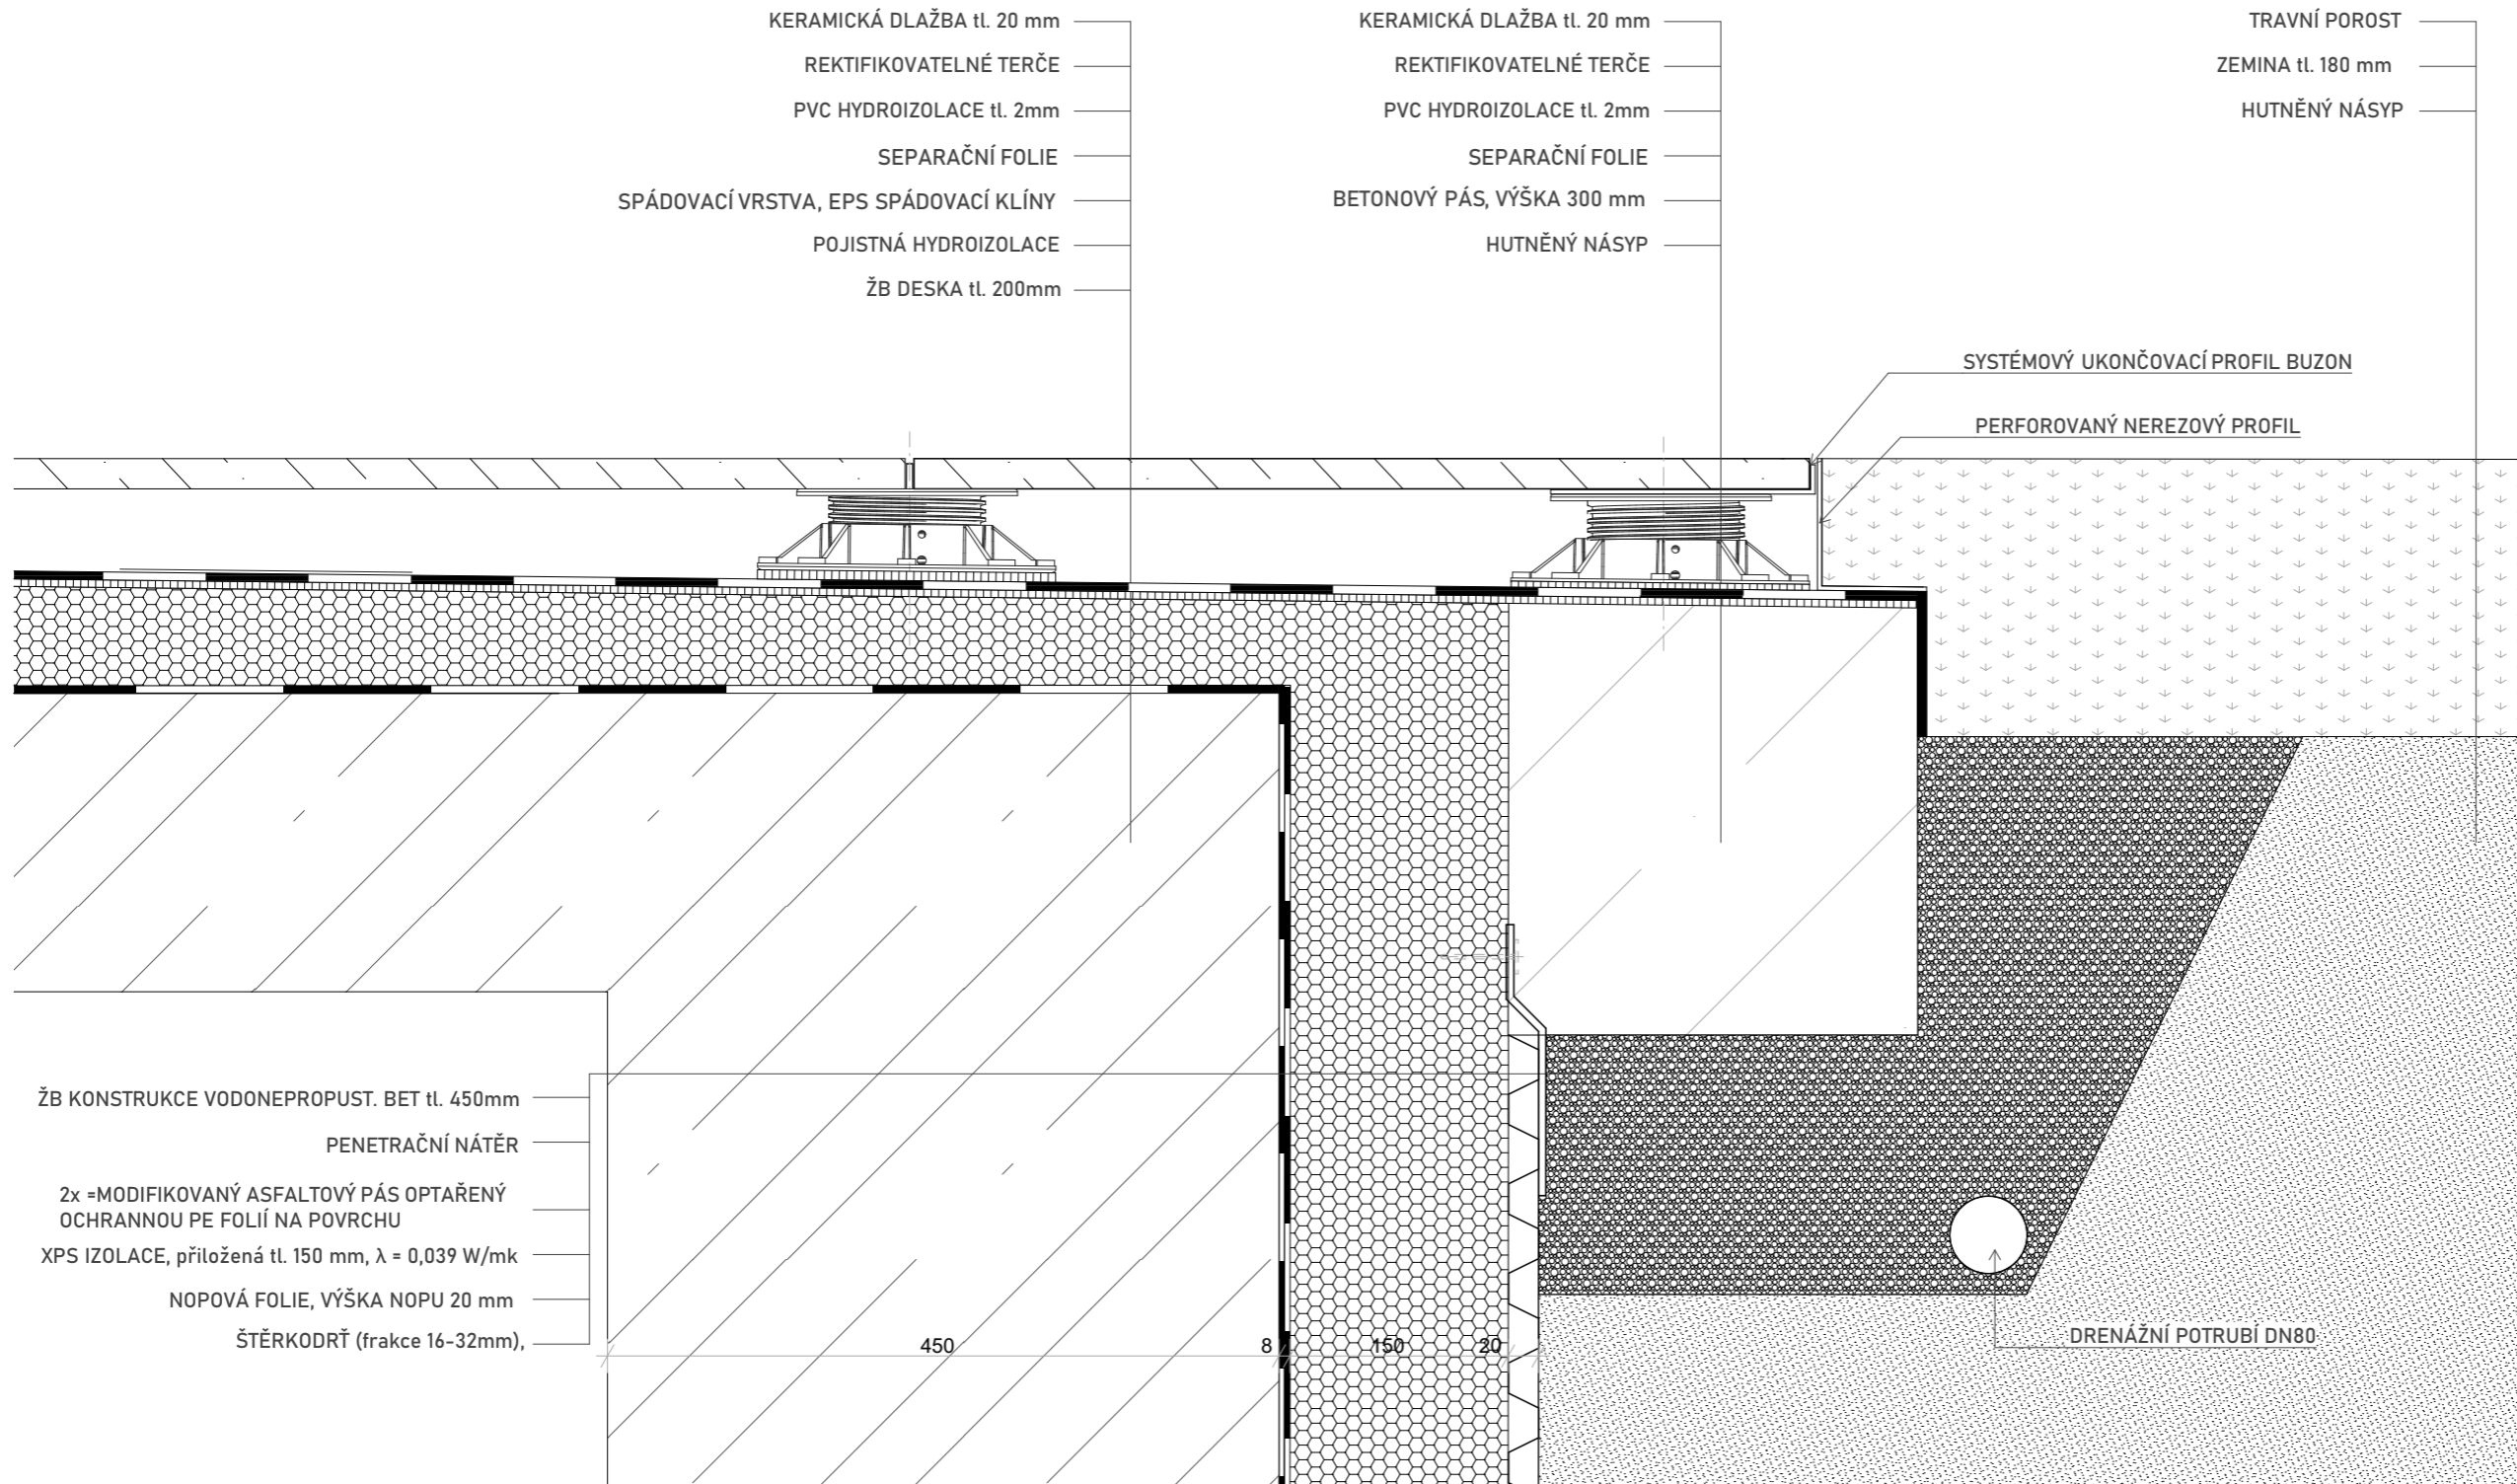 KERAMICKÁ DLAŽBA tl. 20 mm
REKTIFIKOVATELNÉ TERČE
PVC HYDROIZOLACE tl. 2mm
SEPARAČNÍ FOLIE
SPÁDOVACÍ VRSTVA, EPS SPÁDOVACÍ KLÍNY
POJISTNÁ HYDROIZOLACE
ŽB DESKA tl. 200mm
KERAMICKÁ DLAŽBA tl. 20 mm
REKTIFIKOVATELNÉ TERČE
PVC HYDROIZOLACE tl. 2mm
SEPARAČNÍ FOLIE
BETONOVÝ PÁS, VÝŠKA 300 mm
HUTNĚNÝ NÁSYP
TRAVNÍ POROST
ZEMINA tl. 180 mm
HUTNĚNÝ NÁSYP
SYSTÉMOVÝ UKONČOVACÍ PROFIL BUZON
PERFOROVANÝ NEREZOVÝ PROFIL
ŽB KONSTRUKCE VODONEPROPUST. BET tl. 450mm
PENETRAČNÍ NÁTĚR
2x =MODIFIKOVANÝ ASFALTOVÝ PÁS OPTAŘENÝ
OCHRANNOU PE FOLIÍ NA POVRCHU
XPS IZOLACE, přiložená tl. 150 mm, λ = 0,039 W/mk
NOPOVÁ FOLIE, VÝŠKA NOPU 20 mm
ŠTĚRKODRŤ (frakce 16-32mm),
450
8
150
20
DRENÁŽNÍ POTRUBÍ DN80